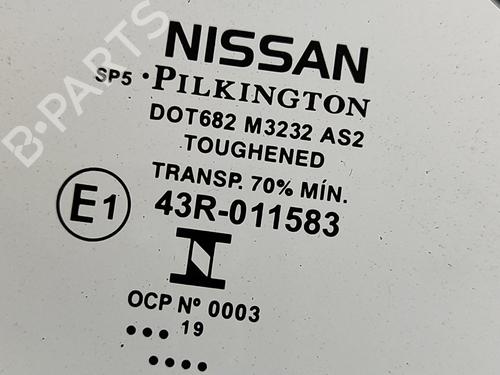 NISSAN
SP5 · PILKINGTON
DOT682 M3232 AS2
TOUGHENED
TRANSP. 70% MÍN.
E1 43R-011583
OCP Nº 0003
••• 19
••••
B-PARTS